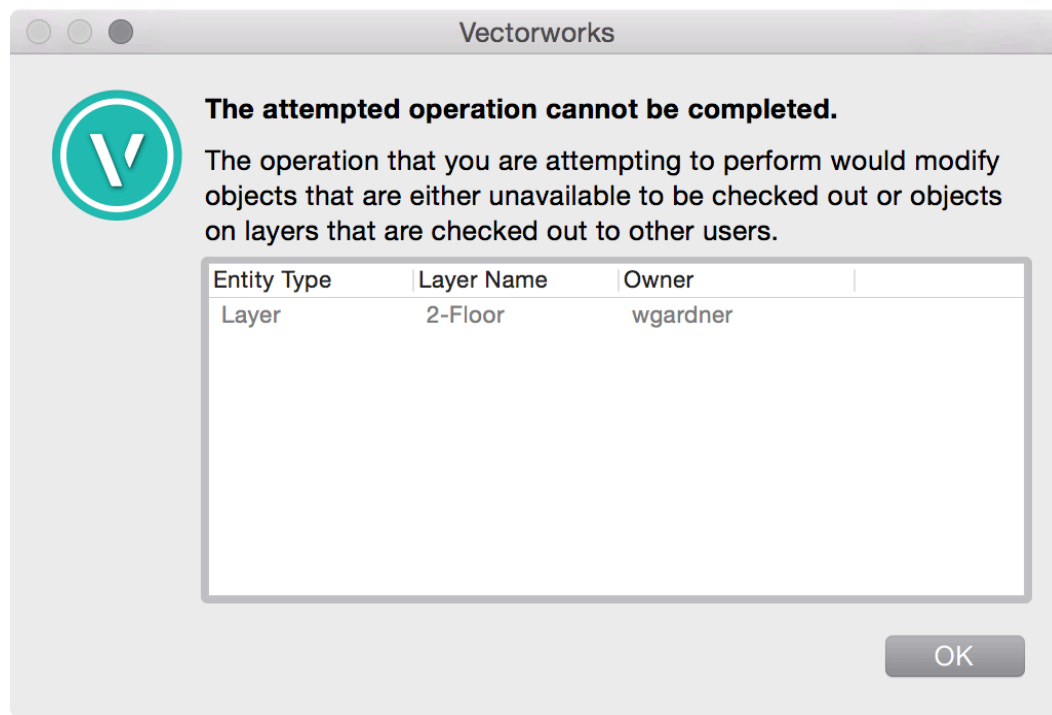 Vectorworks
The attempted operation cannot be completed.
The operation that you are attempting to perform would modify
objects that are either unavailable to be checked out or objects
on layers that are checked out to other users.
Entity Type Layer Name Owner
Layer 2-Floor wgardner
OK